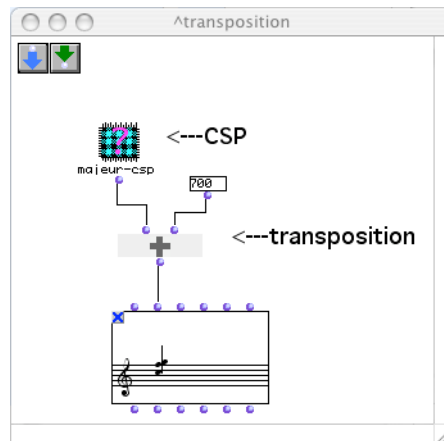 ^transposition
<---CSP
majeur-csp
700
<---transposition